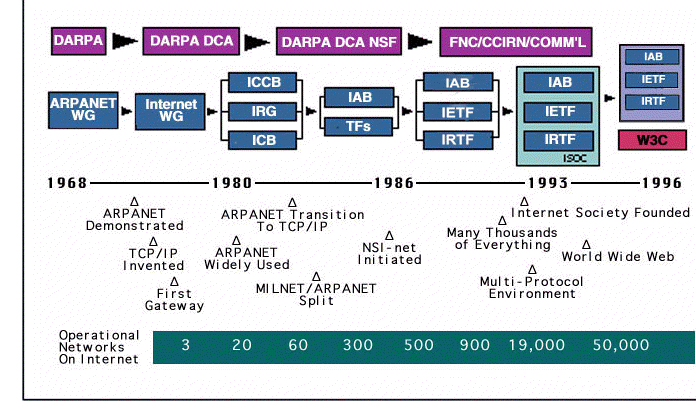 DARPA
DARPA DCA
DARPA DCA NSF
FNC/CCIRN/COMM'L
ARPANET
WG
Internet
WG
ICCB
IRG
ICB
IAB
TFs
IAB
IETF
IRTF
IAB
IETF
IRTF
ISOC
IAB
IETF
IRTF
W3C
1968
1980
1986
1993
1996
ARPANET
Demonstrated
TCP/IP
Invented
First
Gateway
ARPANET Transition
To TCP/IP
ARPANET
Widely Used
MILNET/ARPANET
Split
NSI-net
Initiated
Internet Society Founded
Many Thousands
of Everything
World Wide Web
Multi-Protocol
Environment
Operational
Networks
On Internet
3 20 60 300 500 900 19,000 50,000